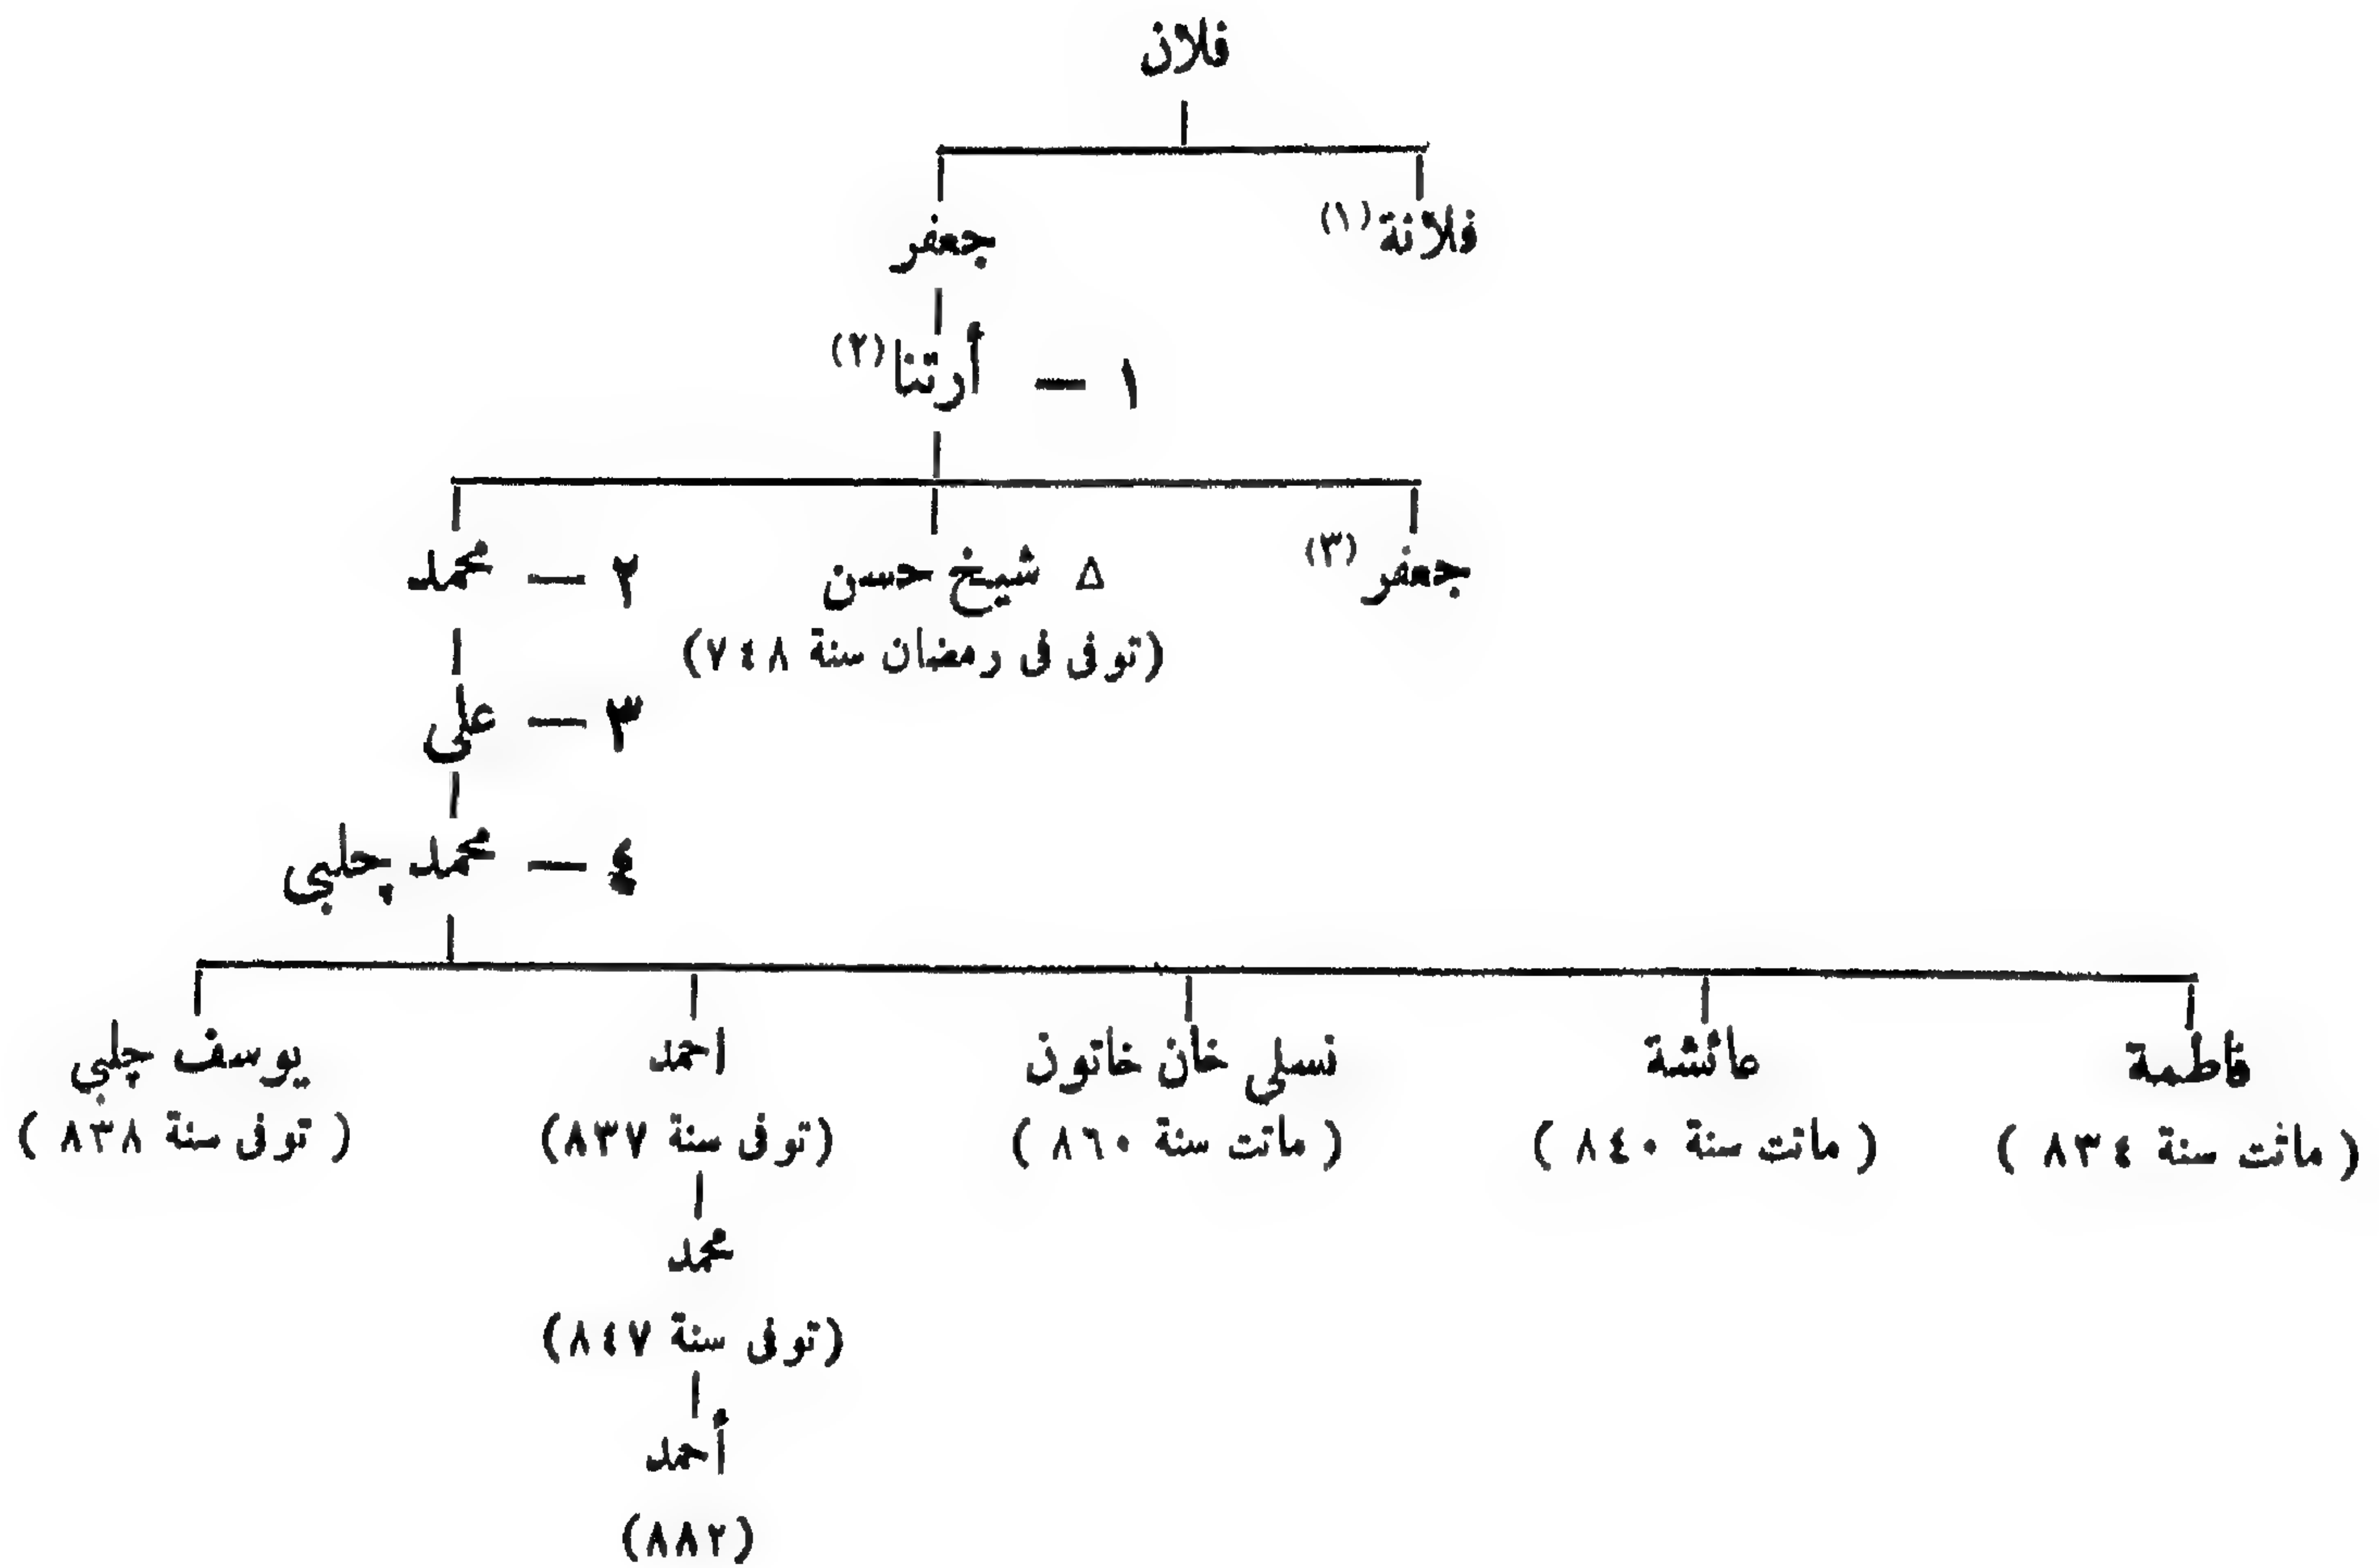 فلان
فلانة (١)
جعفر
١ — أرتنا (٢)
جعفر (٣)
△ شيخ حسن
(توفى فى رمضان سنة ٧٤٨)
٢ — محمد
٣ — على
٤ — محمد چلبي
فاطمة
(ماتت سنة ٨٣٤)
عائشة
(ماتت سنة ٨٤٠)
نسلى خان خاتون
(ماتت سنة ٨٦٠)
احمد
(توفى سنة ٨٣٧)
يوسف چلبي
(توفى سنة ٨٣٨)
محمد
(توفى سنة ٨٤٧)
أحمد
(٨٨٢)